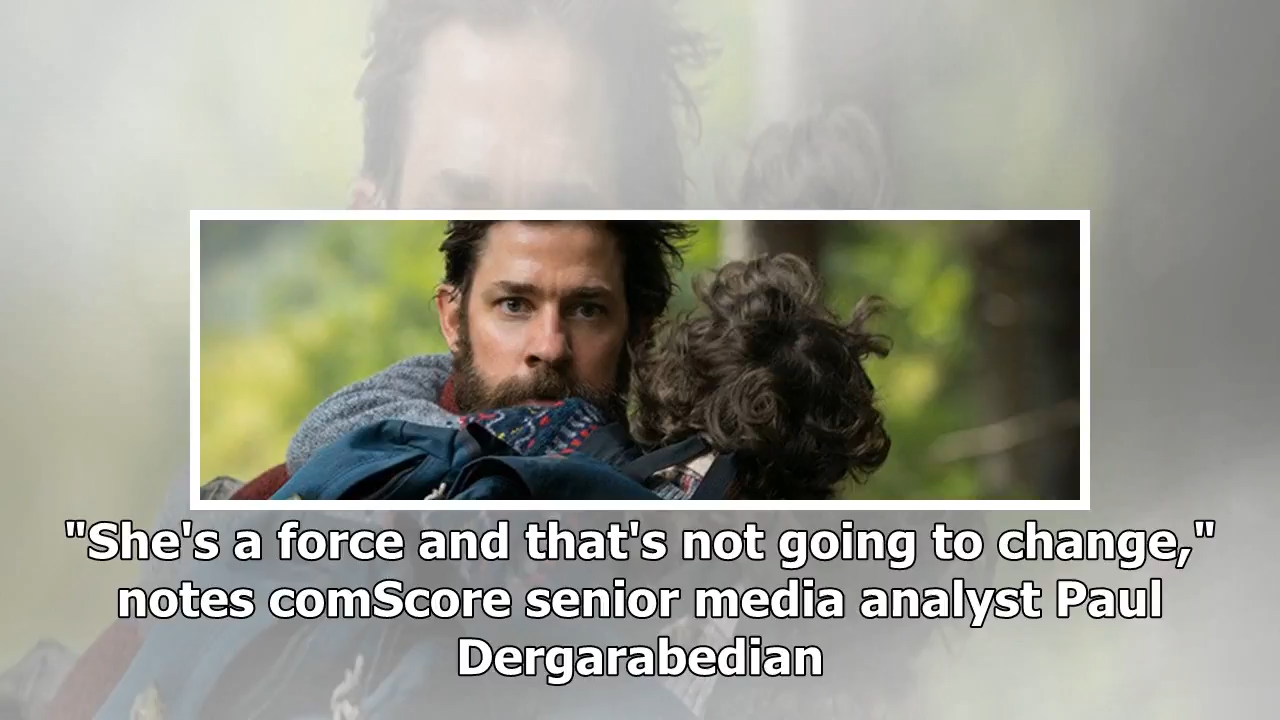 "She's a force and that's not going to change,"
notes comScore senior media analyst Paul
Dergarabedian